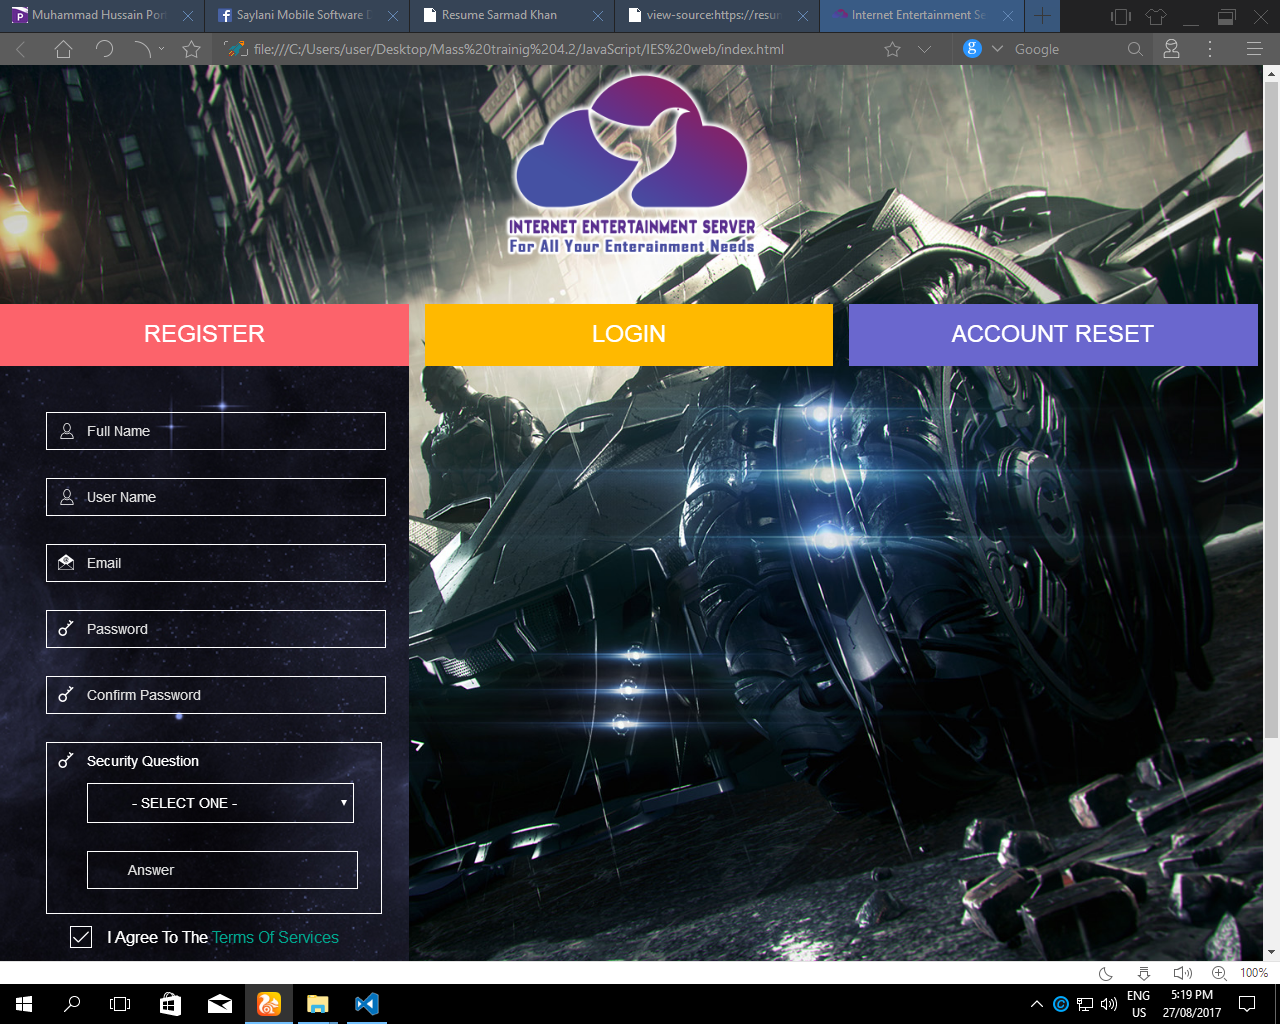 Muhammad Hussain Port
Saylani Mobile Software D
Resume Sarmad Khan
view-source:https://resum
Internet Entertainment Se
file:///C:/Users/user/Desktop/Mass%20trainig%204.2/JavaScript/IES%20web/index.html
g
Google
INTERNET ENTERTAINMENT SERVER
For All Your Enterainment Needs
REGISTER
LOGIN
ACCOUNT RESET
Full Name
User Name
Email
Password
Confirm Password
Security Question
- SELECT ONE -
Answer
I Agree To The Terms Of Services
100%
ENG
US
5:19 PM
27/08/2017